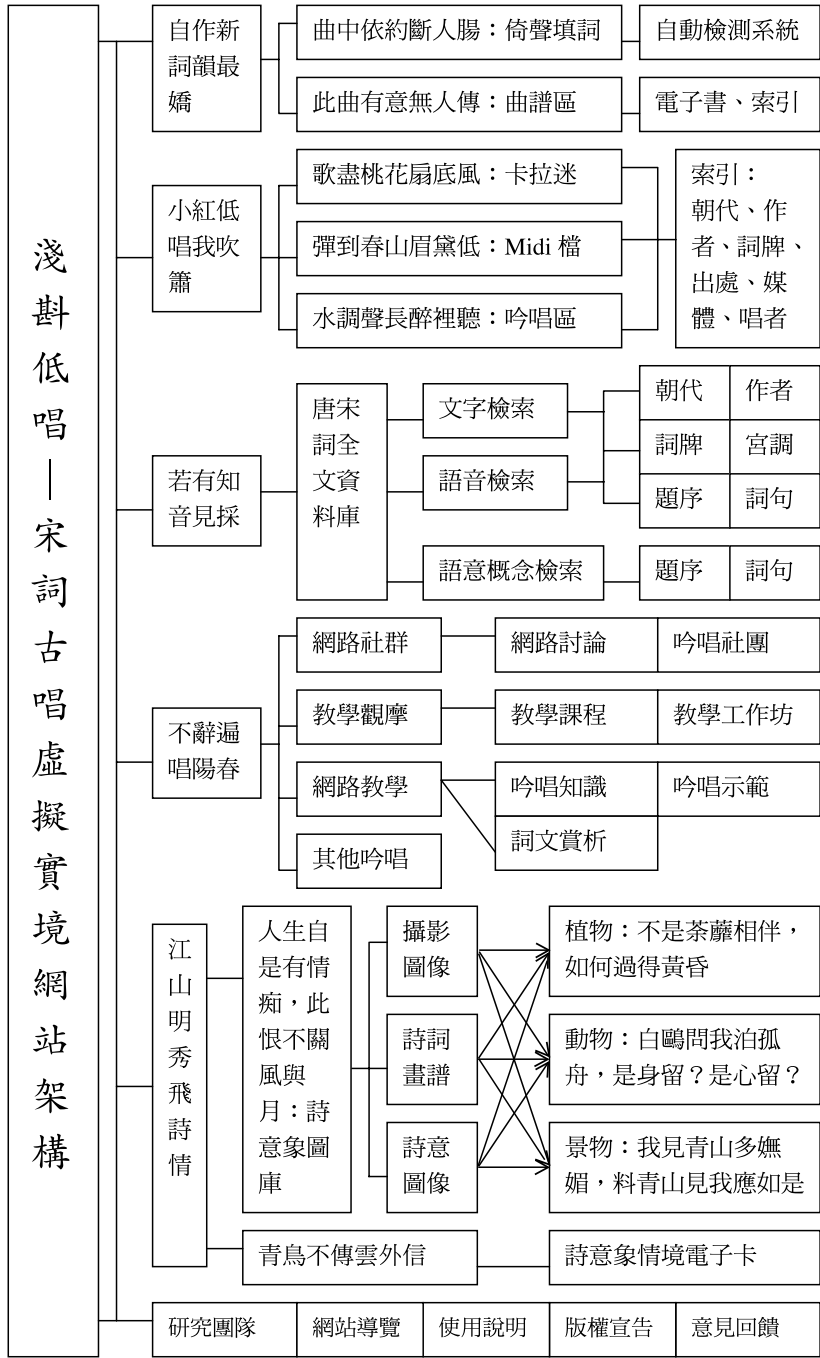 淺斟低唱—宋詞古唱虛擬實境網站架構
自作新
詞韻最
嬌
曲中依約斷人腸：倚聲填詞
自動檢測系統
此曲有意無人傳：曲譜區
電子書、索引
小紅低
唱我吹
簫
歌盡桃花扇底風：卡拉迷
彈到春山眉黛低：Midi 檔
水調聲長醉裡聽：吟唱區
索引：
朝代、作
者、詞牌、
出處、媒
體、唱者
若有知
音見採
唐宋
詞全
文資
料庫
文字檢索
語音檢索
朝代 作者
詞牌 宮調
題序 詞句
語意概念檢索
題序 詞句
不辭遍
唱陽春
網路社群
網路討論 吟唱社團
教學觀摩
教學課程 教學工作坊
網路教學
吟唱知識 吟唱示範
詞文賞析
其他吟唱
江山明秀飛詩情
人生自
是有情
痴，此
恨不關
風與
月：詩
意象圖
庫
攝影
圖像
詩詞
畫譜
詩意
圖像
植物：不是荼蘼相伴，
如何過得黃昏
動物：白鷗問我泊孤
舟，是身留？是心留？
景物：我見青山多嫵
媚，料青山見我應如是
青鳥不傳雲外信
詩意象情境電子卡
研究團隊 網站導覽 使用說明 版權宣告 意見回饋